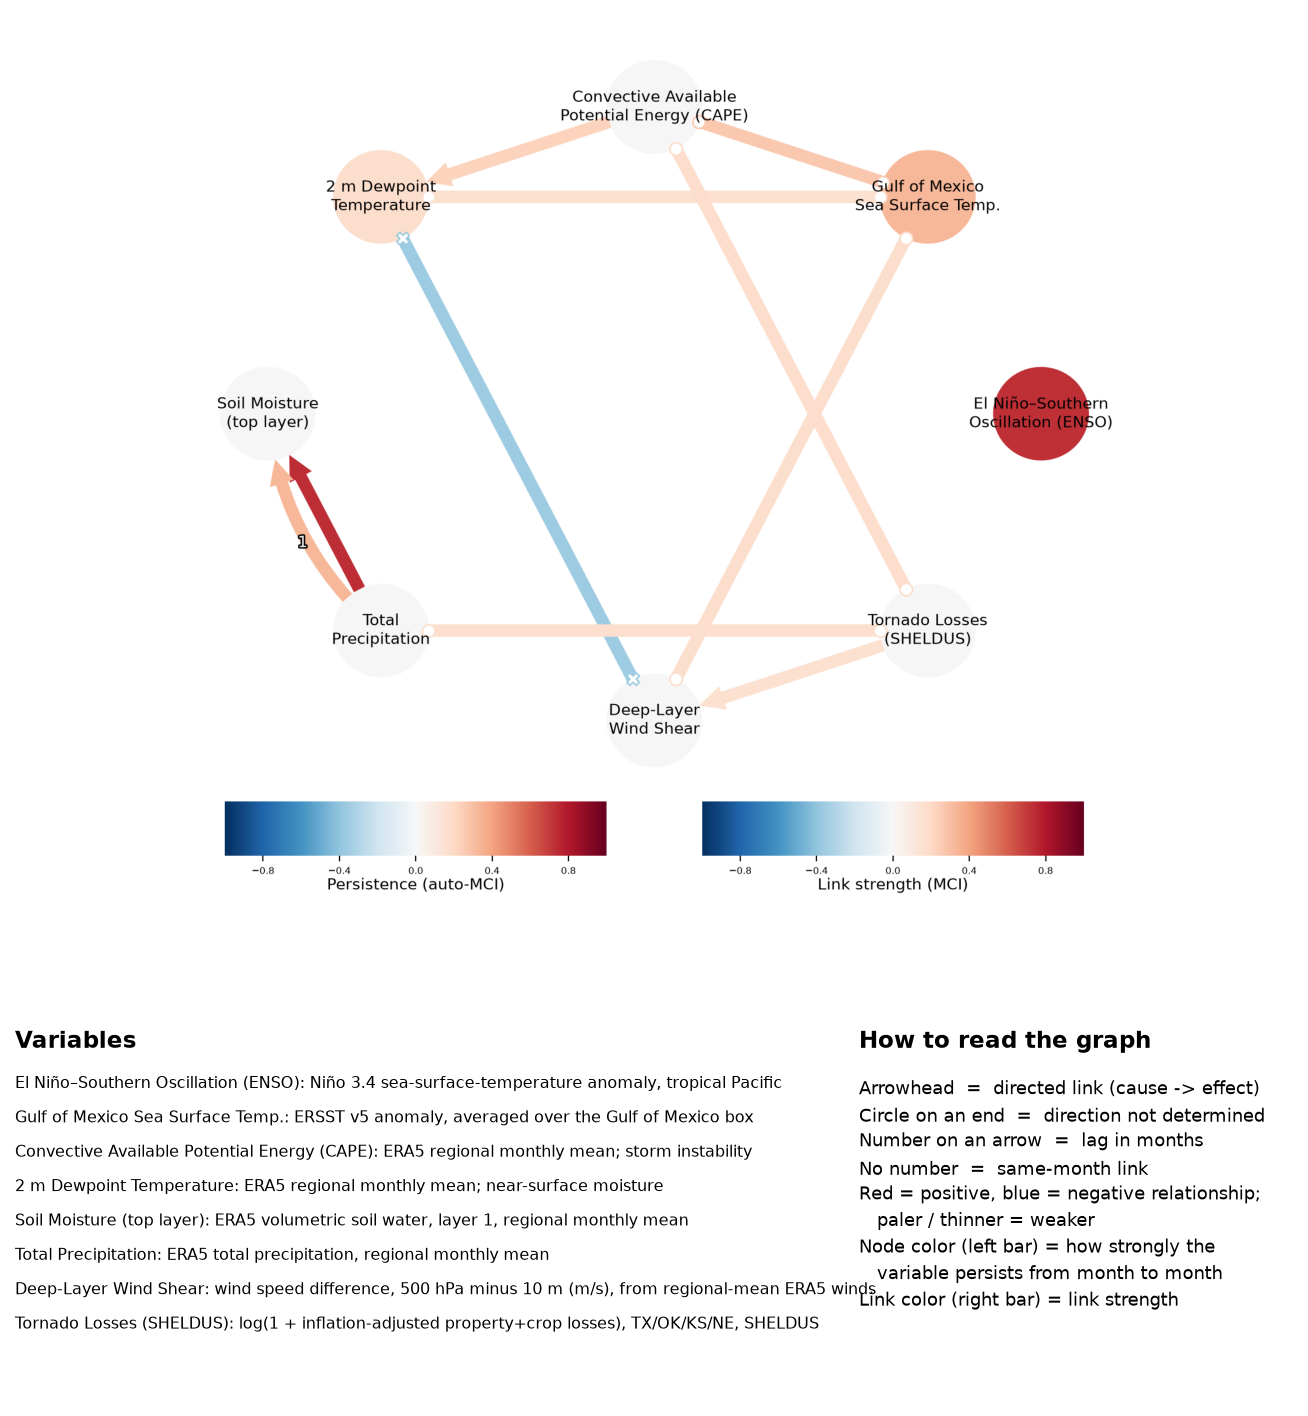 Convective Available
Potential Energy (CAPE)
2 m Dewpoint
Temperature
Gulf of Mexico
Sea Surface Temp.
Soil Moisture
(top layer)
El Niño–Southern
Oscillation (ENSO)
1
Total
Precipitation
Tornado Losses
(SHELDUS)
Deep-Layer
Wind Shear
−0.8 −0.4 0.0 0.4 0.8
Persistence (auto-MCI)
−0.8 −0.4 0.0 0.4 0.8
Link strength (MCI)
Variables
El Niño–Southern Oscillation (ENSO): Niño 3.4 sea-surface-temperature anomaly, tropical Pacific
Gulf of Mexico Sea Surface Temp.: ERSST v5 anomaly, averaged over the Gulf of Mexico box
Convective Available Potential Energy (CAPE): ERA5 regional monthly mean; storm instability
2 m Dewpoint Temperature: ERA5 regional monthly mean; near-surface moisture
Soil Moisture (top layer): ERA5 volumetric soil water, layer 1, regional monthly mean
Total Precipitation: ERA5 total precipitation, regional monthly mean
Deep-Layer Wind Shear: wind speed difference, 500 hPa minus 10 m (m/s), from regional-mean ERA5 winds
Tornado Losses (SHELDUS): log(1 + inflation-adjusted property+crop losses), TX/OK/KS/NE, SHELDUS
How to read the graph
Arrowhead = directed link (cause -> effect)
Circle on an end = direction not determined
Number on an arrow = lag in months
No number = same-month link
Red = positive, blue = negative relationship;
paler / thinner = weaker
Node color (left bar) = how strongly the
variable persists from month to month
Link color (right bar) = link strength